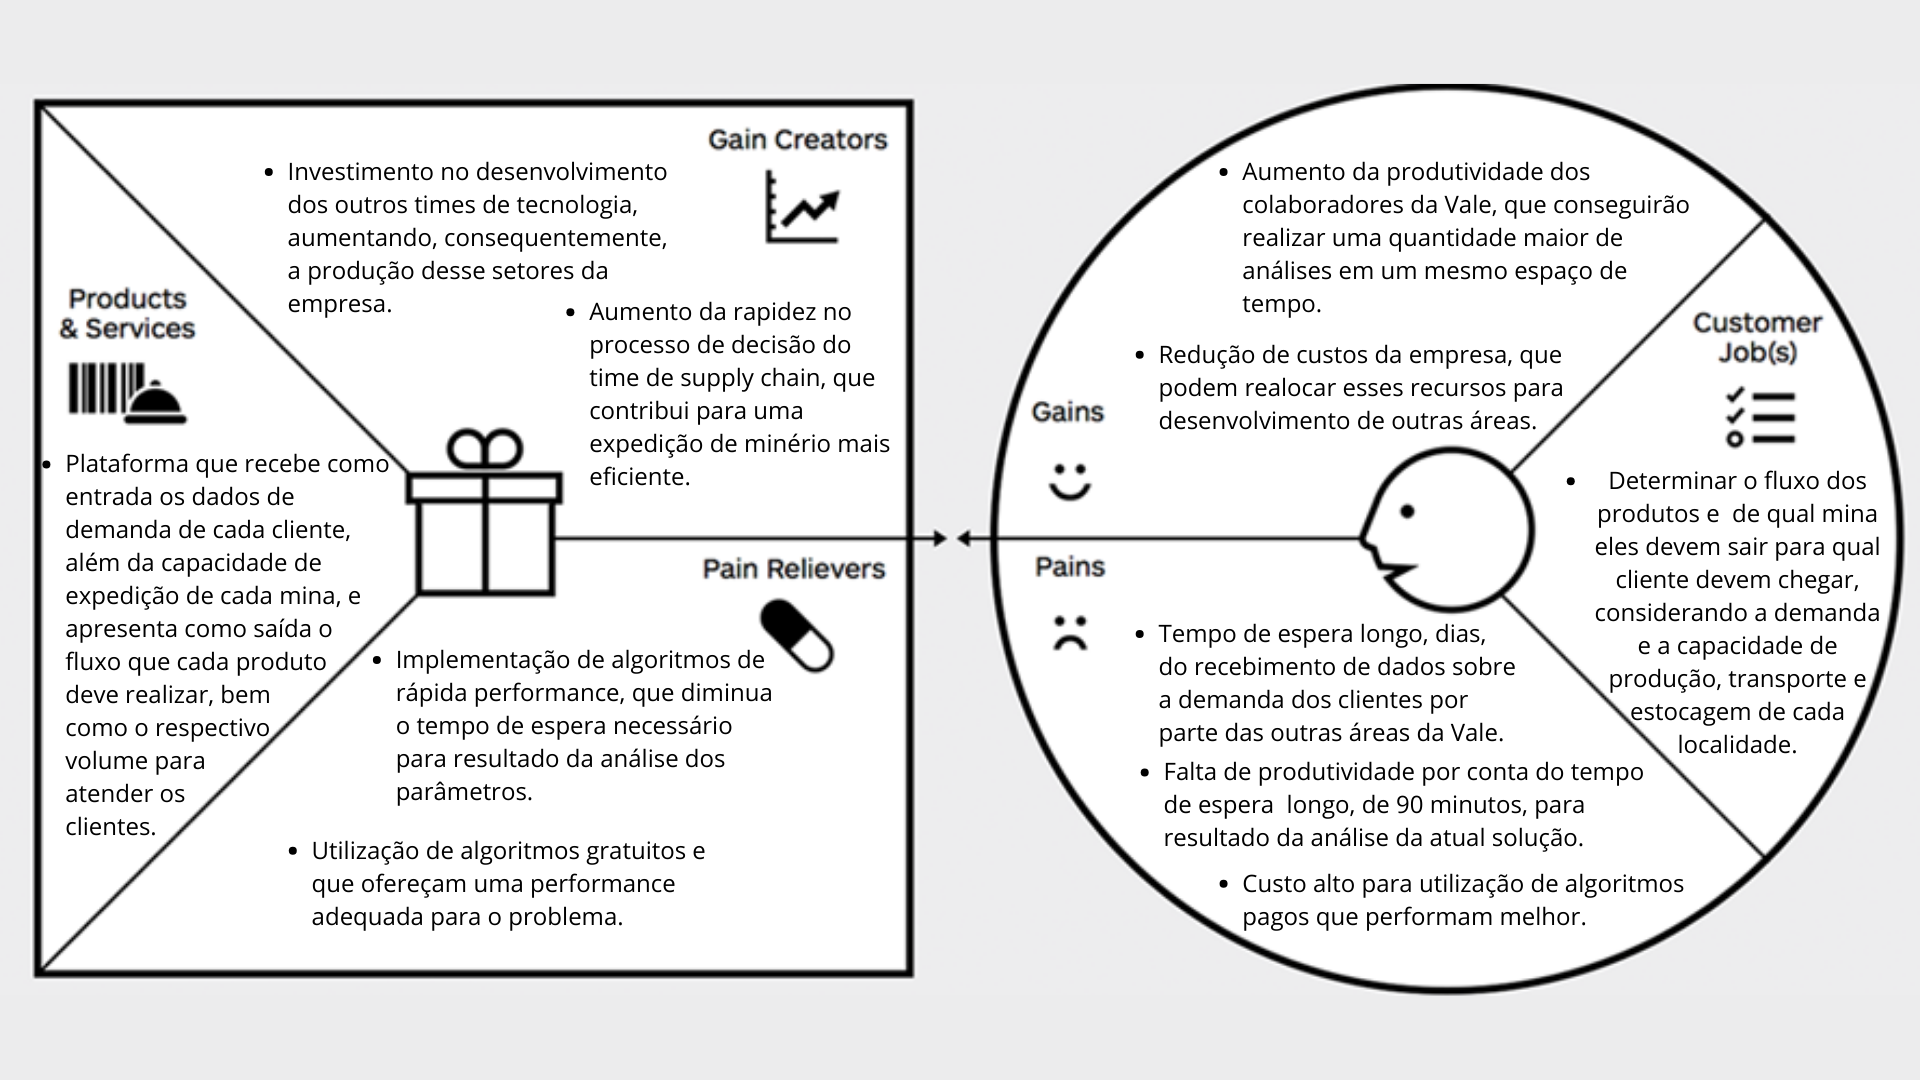 Gain Creators
• Investimento no desenvolvimento
dos outros times de tecnologia,
aumentando, consequentemente,
a produção desse setores da
empresa.
• Aumento da rapidez no
processo de decisão do
time de supply chain, que
contribui para uma
expedição de minério mais
eficiente.
Products
& Services
• Plataforma que recebe como
entrada os dados de
demanda de cada cliente,
além da capacidade de
expedição de cada mina, e
apresenta como saída o
fluxo que cada produto
deve realizar, bem
como o respectivo
volume para
atender os
clientes.
Pain Relievers
• Implementação de algoritmos de
rápida performance, que diminua
o tempo de espera necessário
para resultado da análise dos
parâmetros.
• Utilização de algoritmos gratuitos e
que ofereçam uma performance
adequada para o problema.
• Aumento da produtividade dos
colaboradores da Vale, que conseguirão
realizar uma quantidade maior de
análises em um mesmo espaço de
tempo.
• Redução de custos da empresa, que
podem realocar esses recursos para
desenvolvimento de outras áreas.
Gains
Pains
• Tempo de espera longo, dias,
do recebimento de dados sobre
a demanda dos clientes por
parte das outras áreas da Vale.
• Falta de produtividade por conta do tempo
de espera  longo, de 90 minutos, para
resultado da análise da atual solução.
• Custo alto para utilização de algoritmos
pagos que performam melhor.
Customer
Job(s)
• Determinar o fluxo dos
produtos e  de qual mina
eles devem sair para qual
cliente devem chegar,
considerando a demanda
e a capacidade de
produção, transporte e
estocagem de cada
localidade.